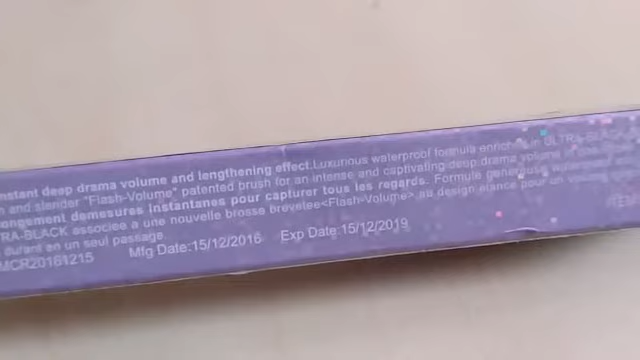 nstant deep drama volume and lengthening effect.Luxurious waterproof formula enriched in ULTRA-BLACK
n and slender "Flash-Volume" patented brush for an intense and captivating deep drama volume
ongement demesures instantanes pour capturer tous les regards. Formule genereuse
TRA-BLACK associee a une nouvelle brosse brevetee<Flash-Volume> au design elance pour un
durant en un seul passage.
MCR20161215 Mfg Date:15/12/2016 Exp Date:15/12/2019